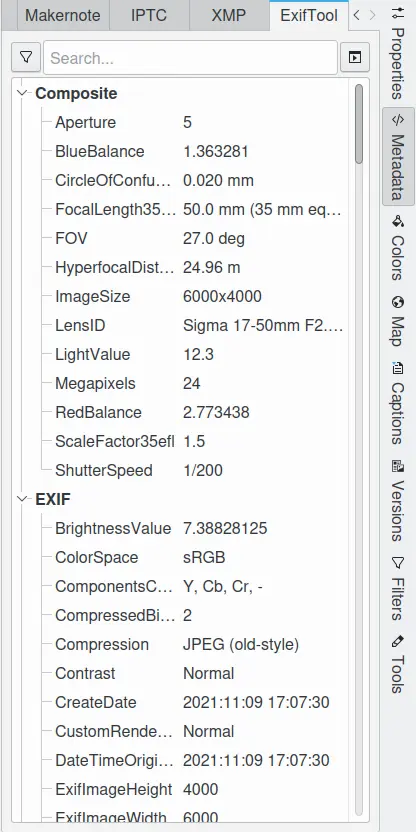 Makernote IPTC XMP ExifTool
Search...
Composite
Aperture 5
BlueBalance 1.363281
CircleOfConfu... 0.020 mm
FocalLength35... 50.0 mm (35 mm eq...
FOV 27.0 deg
HyperfocalDist... 24.96 m
ImageSize 6000x4000
LensID Sigma 17-50mm F2....
LightValue 12.3
Megapixels 24
RedBalance 2.773438
ScaleFactor35efl 1.5
ShutterSpeed 1/200
EXIF
BrightnessValue 7.38828125
ColorSpace sRGB
ComponentsC... Y, Cb, Cr, -
CompressedBi... 2
Compression JPEG (old-style)
Contrast Normal
CreateDate 2021:11:09 17:07:30
CustomRende... Normal
DateTimeOrigi... 2021:11:09 17:07:30
ExifImageHeight 4000
ExifImageWidth 6000
Properties
Metadata
Colors
Map
Captions
Versions
Filters
Tools